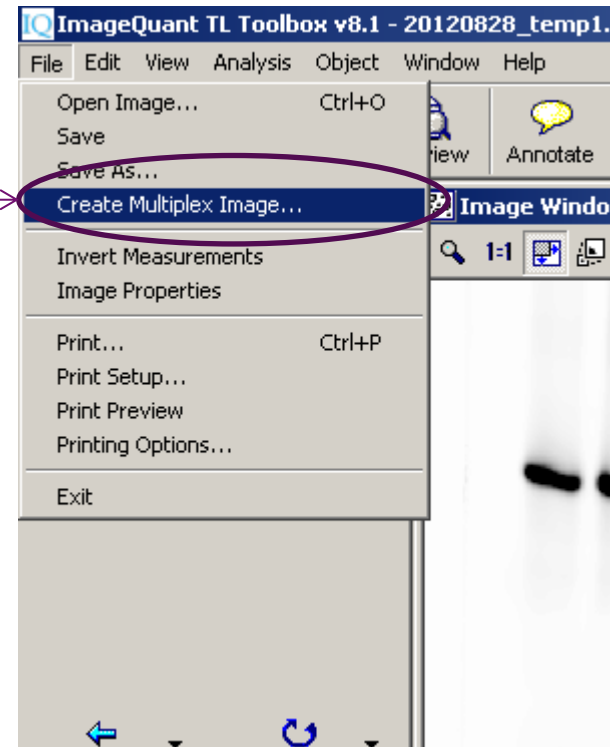 IQ ImageQuant TL Toolbox v8.1 - 20120828_temp1.
File Edit View Analysis Object Window Help
Open Image... Ctrl+O
Save
Save As...
Create Multiplex Image...
Invert Measurements
Image Properties
Print... Ctrl+P
Print Setup...
Print Preview
Printing Options...
Exit
iew Annotate
Image Windo
1:1